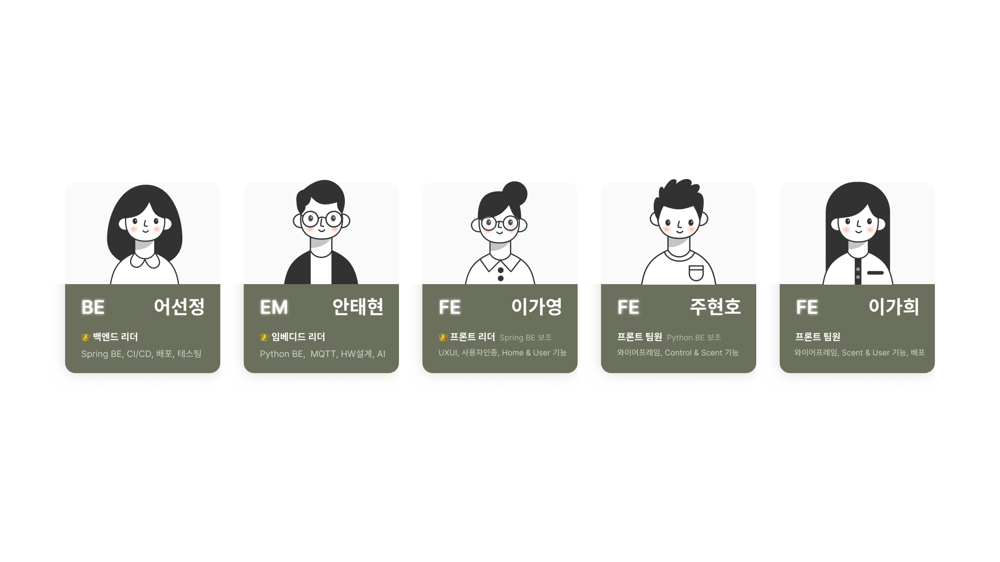 BE 어선정
👑 백엔드 리더
Spring BE, CI/CD, 배포, 테스팅
EM 안태현
👑 임베디드 리더
Python BE, MQTT, HW설계, AI
FE 이가영
👑 프론트 리더 Spring BE 보조
UXUI, 사용자인증, Home & User 기능
FE 주현호
프론트 팀원 Python BE 보조
와이어프레임, Control & Scent 기능
FE 이가희
프론트 팀원
와이어프레임, Scent & User 기능, 배포